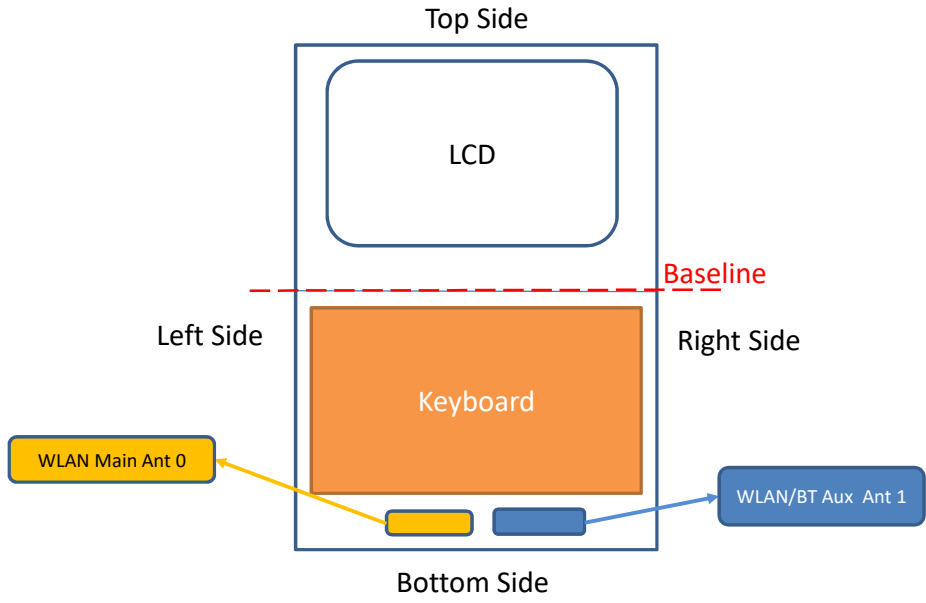 Top Side
LCD
Baseline
Left Side
Right Side
Keyboard
WLAN Main Ant 0
WLAN/BT Aux  Ant 1
Bottom Side